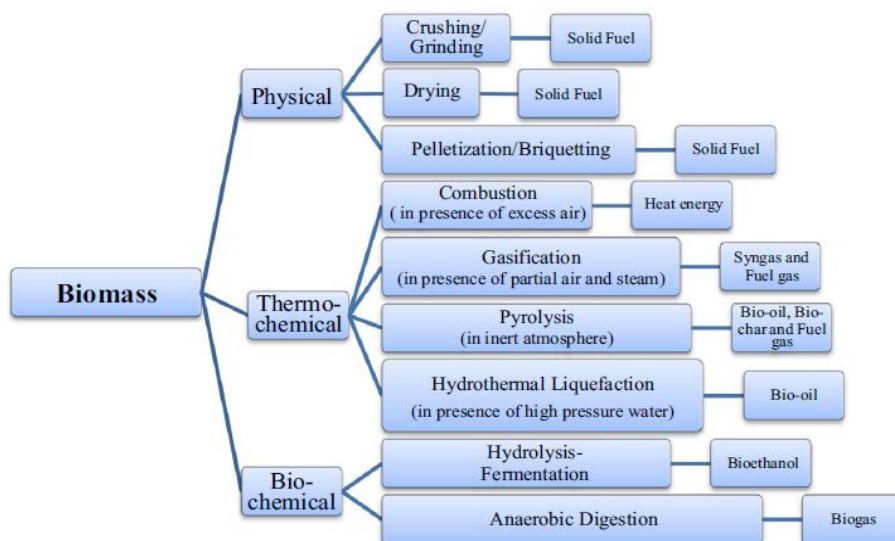 Biomass
Physical
Crushing/
Grinding
Solid Fuel
Drying
Solid Fuel
Pelletization/Briquetting
Solid Fuel
Thermo-
chemical
Combustion
( in presence of excess air)
Heat energy
Gasification
(in presence of partial air and steam)
Syngas and
Fuel gas
Pyrolysis
(in inert atmosphere)
Bio-oil, Bio-
char and Fuel
gas
Hydrothermal Liquefaction
(in presence of high pressure water)
Bio-oil
Bio-
chemical
Hydrolysis-
Fermentation
Bioethanol
Anaerobic Digestion
Biogas